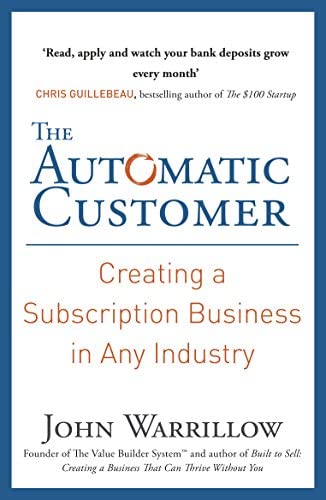 ‘Read, apply and watch your bank deposits grow
every month’
CHRIS GUILLEBEAU, bestselling author of The $100 Startup
THE
AUTOMATIC
CUSTOMER
Creating a
Subscription Business
in Any Industry
JOHN WARRILLOW
Founder of The Value Builder System™ and author of Built to Sell:
Creating a Business That Can Thrive Without You